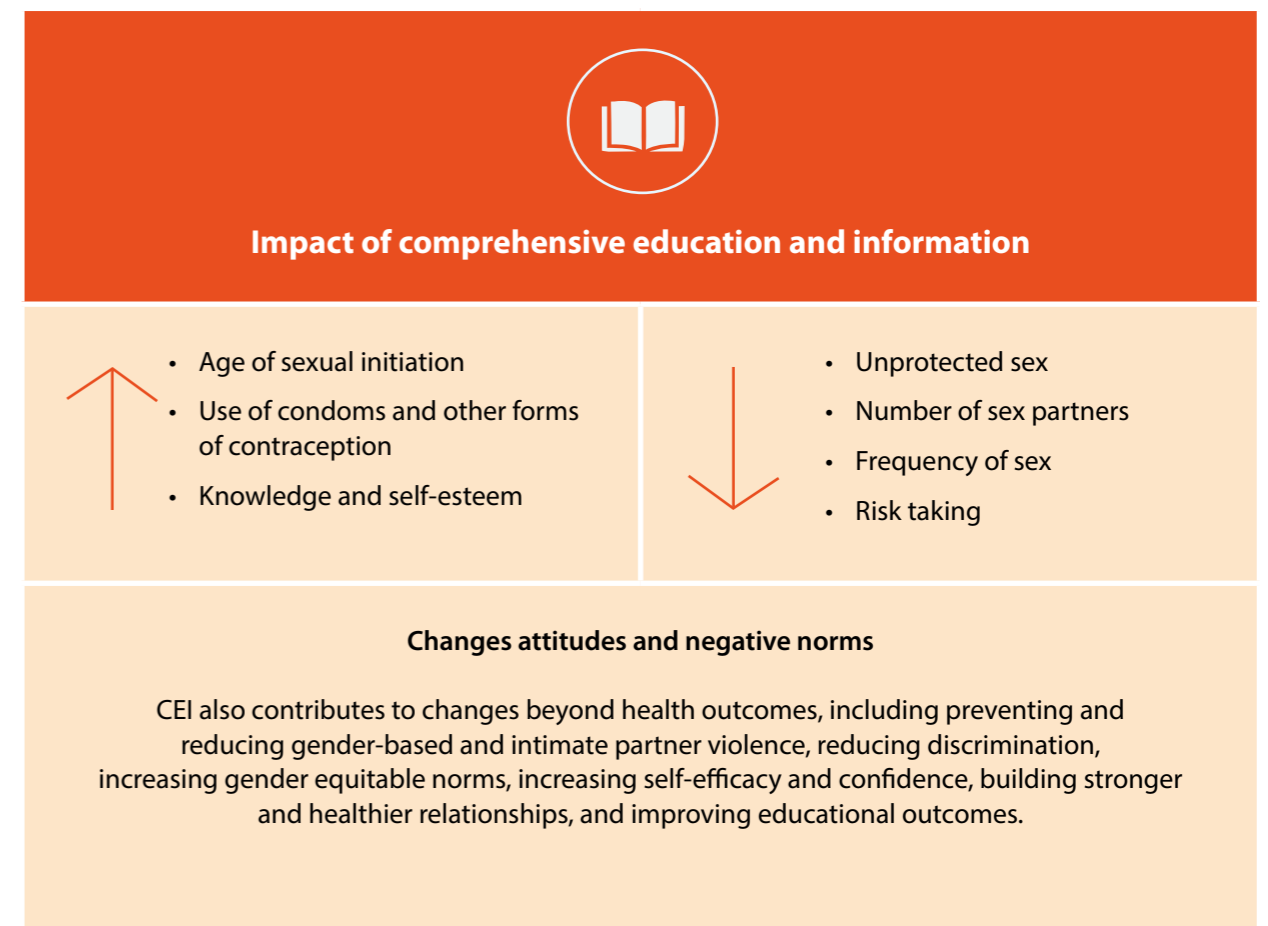 Impact of comprehensive education and information
• Age of sexual initiation
• Use of condoms and other forms
of contraception
• Knowledge and self-esteem
• Unprotected sex
• Number of sex partners
• Frequency of sex
• Risk taking
Changes attitudes and negative norms
CEI also contributes to changes beyond health outcomes, including preventing and
reducing gender-based and intimate partner violence, reducing discrimination,
increasing gender equitable norms, increasing self-efficacy and confidence, building stronger
and healthier relationships, and improving educational outcomes.